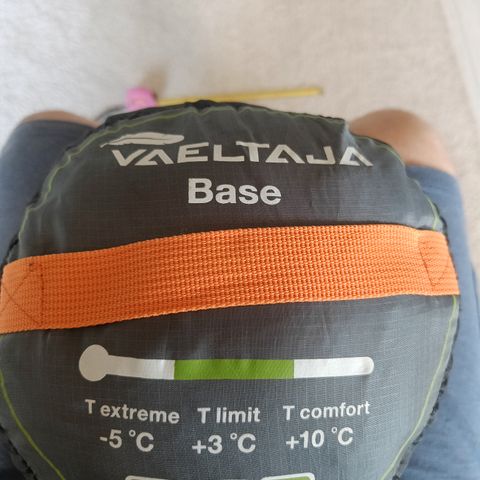 VAELTAJA
Base
T extreme T limit T comfort
-5 °C +3 °C +10 °C